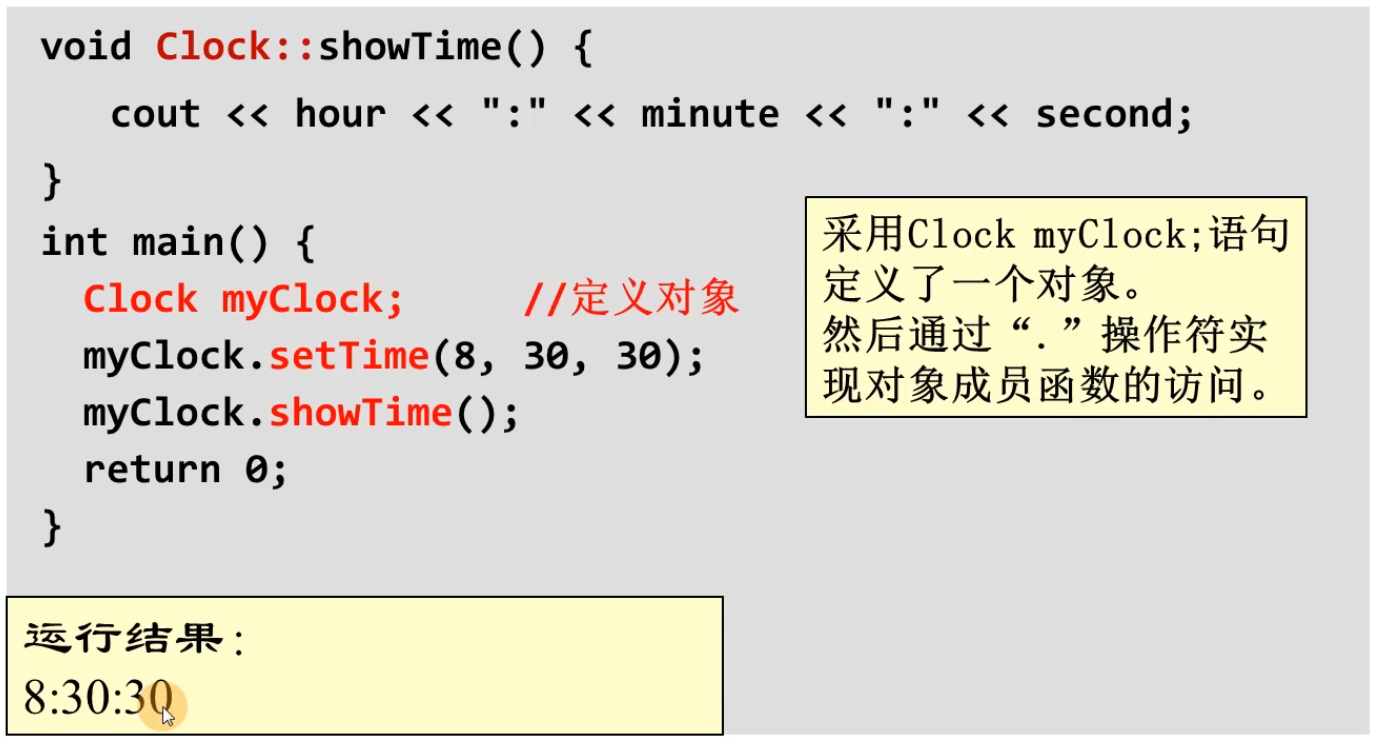 void Clock::showTime() {
cout << hour << ":" << minute << ":" << second;
}
int main() {
Clock myClock; //定义对象
myClock.setTime(8, 30, 30);
myClock.showTime();
return 0;
}
采用Clock myClock;语句
定义了一个对象。
然后通过“.”操作符实
现对象成员函数的访问。
运行结果:
8:30:30